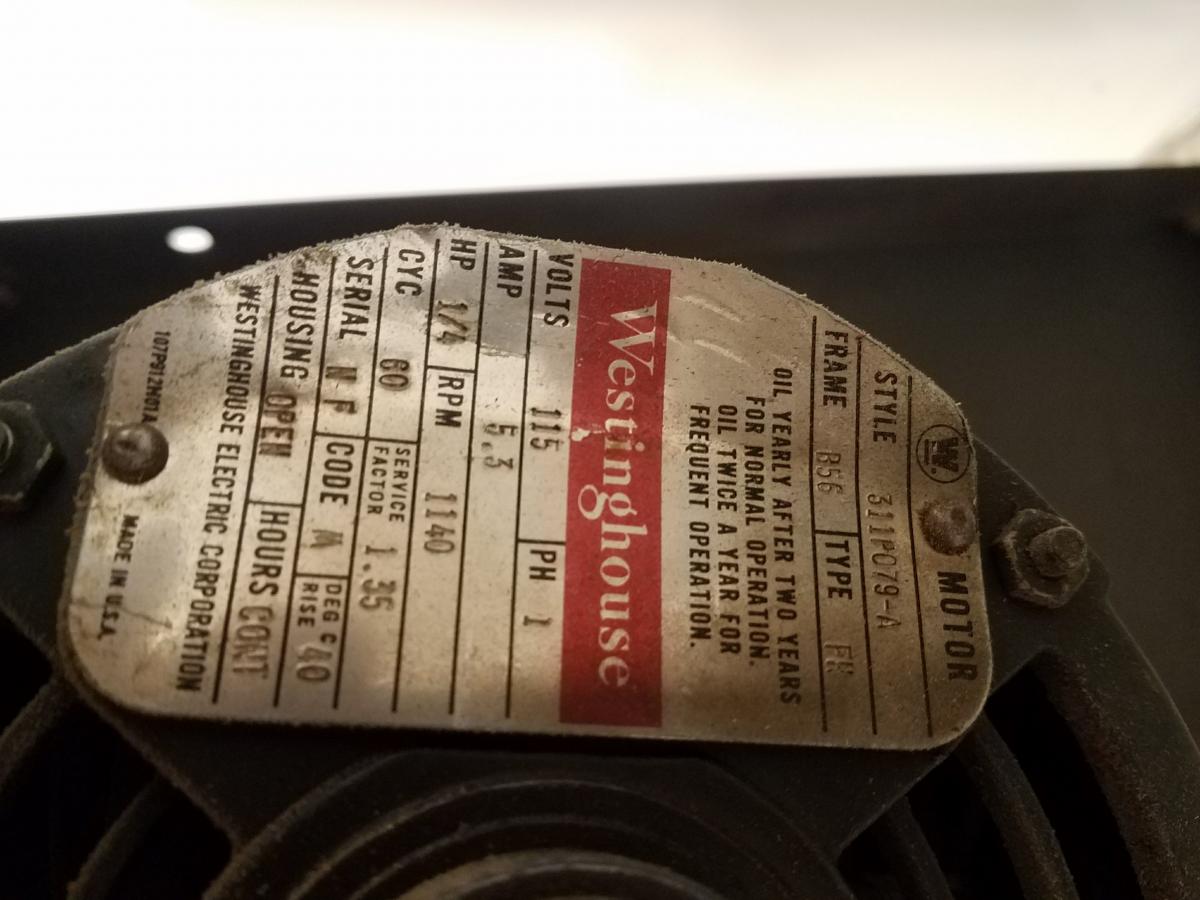 W. MOTOR
STYLE 311P079-A
FRAME B56 TYPE FR
OIL YEARLY AFTER TWO YEARS
FOR NORMAL OPERATION.
OIL TWICE A YEAR FOR
FREQUENT OPERATION.
Westinghouse
VOLTS 115 PH 1
AMP 5.3
HP 1/4 RPM 1140
CYC 60 SERVICE FACTOR 1.35
SERIAL N F CODE M DEG C RISE 40
HOUSING OPEN HOURS CONT
WESTINGHOUSE ELECTRIC CORPORATION
MADE IN U.S.A.